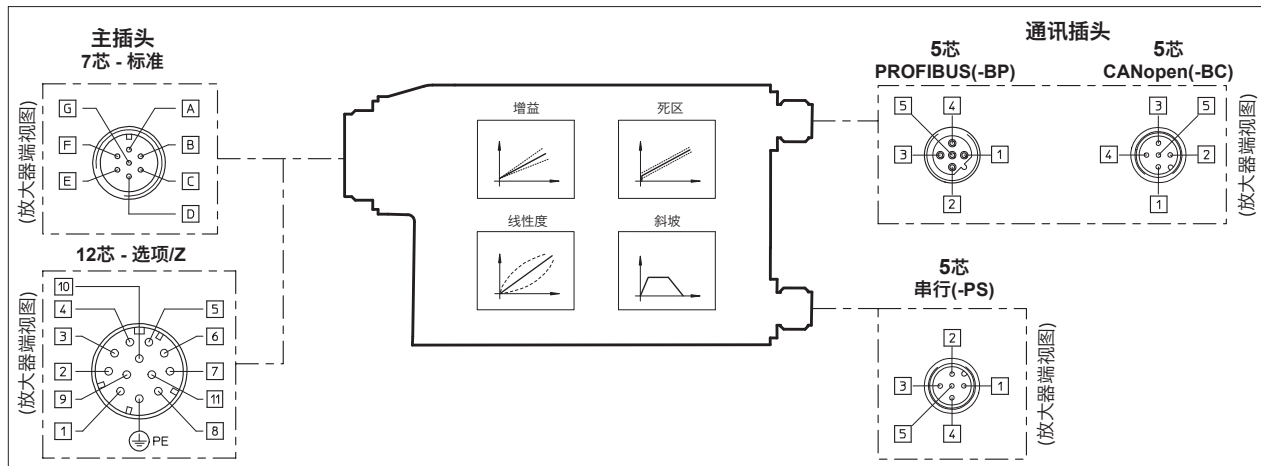 主插头
7芯 - 标准
(放大器端视图)
G
A
F
B
E
C
D
12芯 - 选项/Z
(放大器端视图)
10
4
5
3
6
2
7
9
11
1
8
PE
增益
死区
线性度
斜坡
通讯插头
5芯
PROFIBUS(-BP)
5
4
3
1
2
5芯
CANopen(-BC)
3
5
4
2
1
(放大器端视图)
5芯
串行(-PS)
2
3
1
5
4
(放大器端视图)